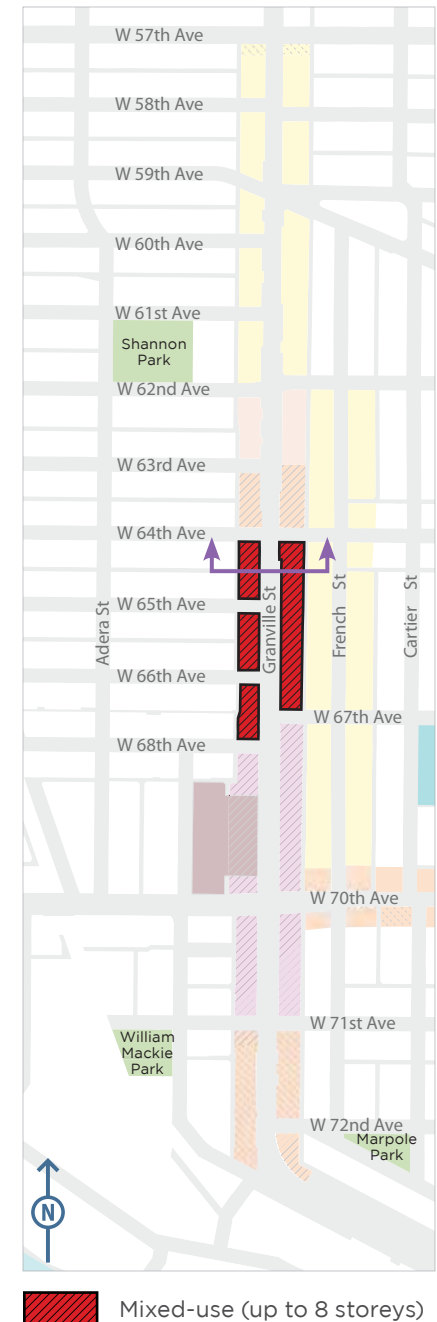 W 57th Ave
W 58th Ave
W 59th Ave
W 60th Ave
W 61st Ave
Shannon
Park
W 62nd Ave
W 63rd Ave
W 64th Ave
W 65th Ave
Adera St
Granville St
French St
Cartier St
W 66th Ave
W 67th Ave
W 68th Ave
W 70th Ave
W 71st Ave
William
Mackie
Park
W 72nd Ave
Marpole
Park
N
Mixed-use (up to 8 storeys)